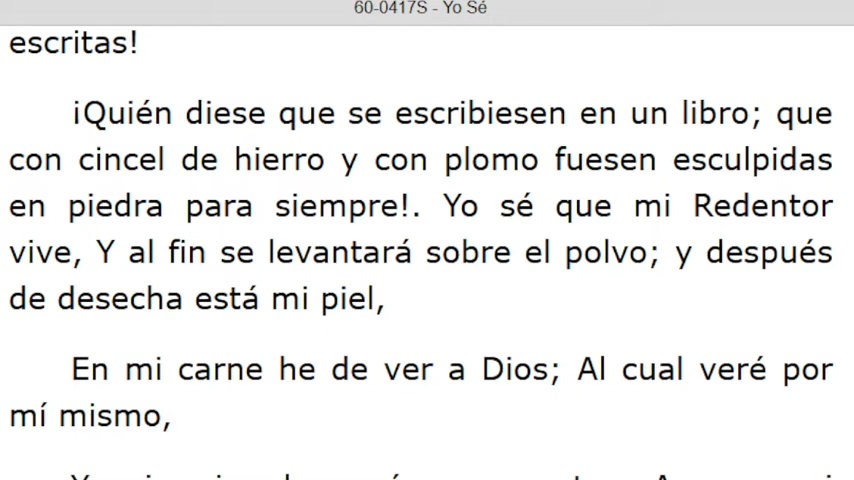 60-0417S - Yo Sé
escritas!
¡Quién diese que se escribiesen en un libro; que
con cincel de hierro y con plomo fuesen esculpidas
en piedra para siempre!. Yo sé que mi Redentor
vive, Y al fin se levantará sobre el polvo; y después
de desecha está mi piel,
En mi carne he de ver a Dios; Al cual veré por
mí mismo,